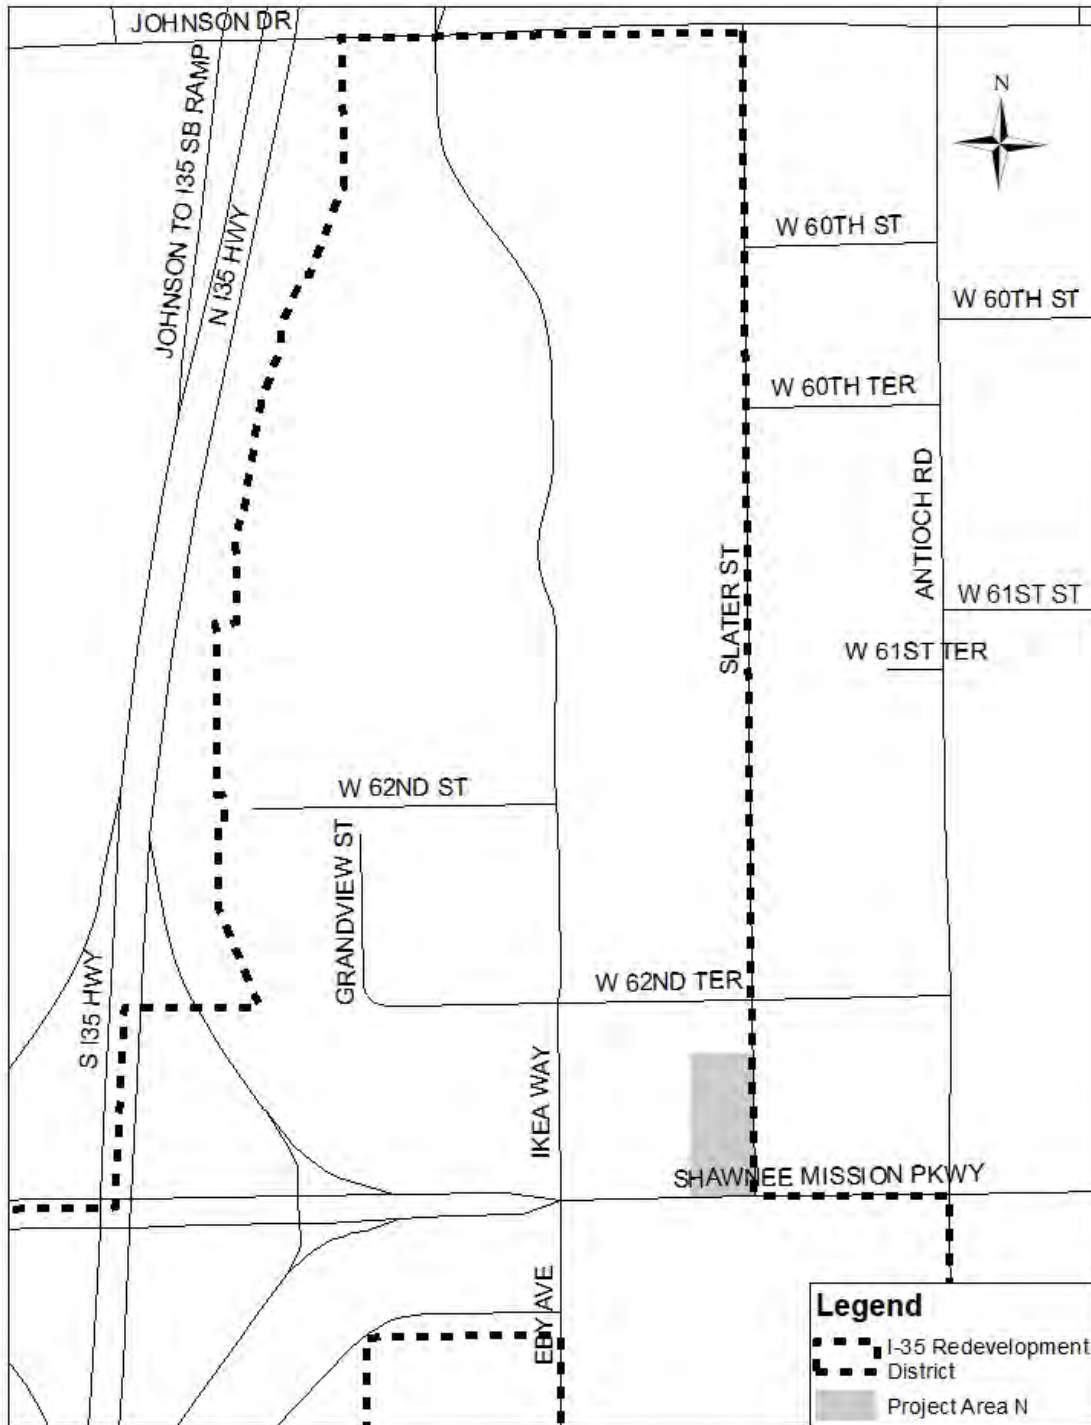 JOHNSON DR
JOHNSON TO I35 SB RAMP
N I35 HWY
N
W 60TH ST
W 60TH ST
W 60TH TER
ANTIOCH RD
SLATER ST
W 61ST ST
W 61ST TER
W 62ND ST
GRANDVIEW ST
W 62ND TER
S I35 HWY
IKEA WAY
SHAWNEE MISSION PKWY
EBY AVE
Legend
I-35 Redevelopment
District
Project Area N